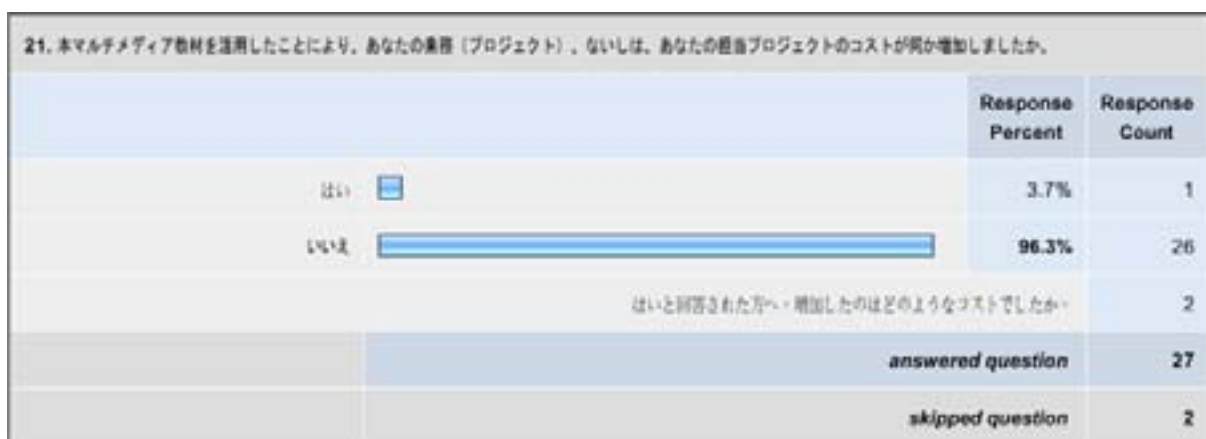 21. 本マルチメディア教材を活用したことにより、あなたの業務（プロジェクト）、ないしは、あなたの担当プロジェクトのコストが何か増加しましたか。
Response Percent Response Count
はい 3.7% 1
いいえ 96.3% 26
はいと回答された方へ・増加したのはどのようなコストでしたか・ 2
answered question 27
skipped question 2